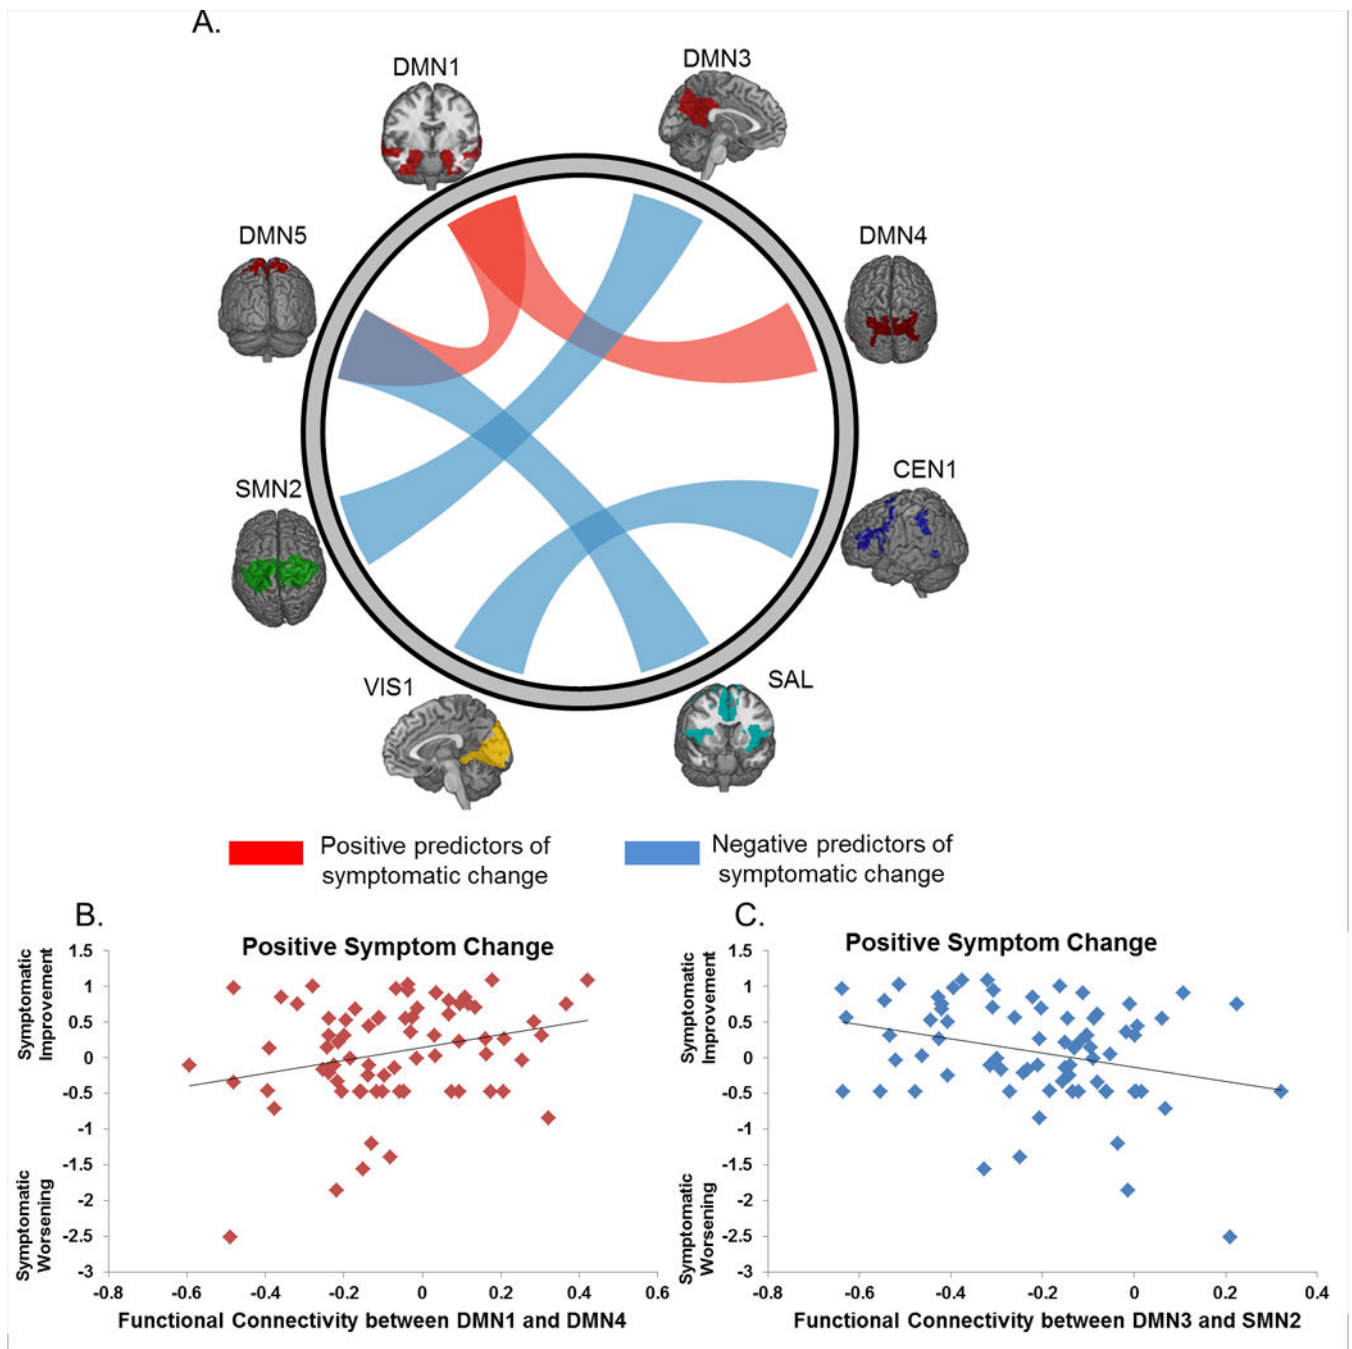 A.
DMN1
DMN3
DMN5
DMN4
SMN2
CEN1
VIS1
SAL
Positive predictors of
symptomatic change
Negative predictors of
symptomatic change
B.
Positive Symptom Change
Symptomatic
Improvement
Symptomatic
Worsening
1.5
1
0.5
0
-0.5
-1
-1.5
-2
-2.5
-3
-0.8 -0.6 -0.4 -0.2 0 0.2 0.4 0.6
Functional Connectivity between DMN1 and DMN4
C.
Positive Symptom Change
Symptomatic
Improvement
Symptomatic
Worsening
1.5
1
0.5
0
-0.5
-1
-1.5
-2
-2.5
-3
-0.8 -0.6 -0.4 -0.2 0 0.2 0.4
Functional Connectivity between DMN3 and SMN2